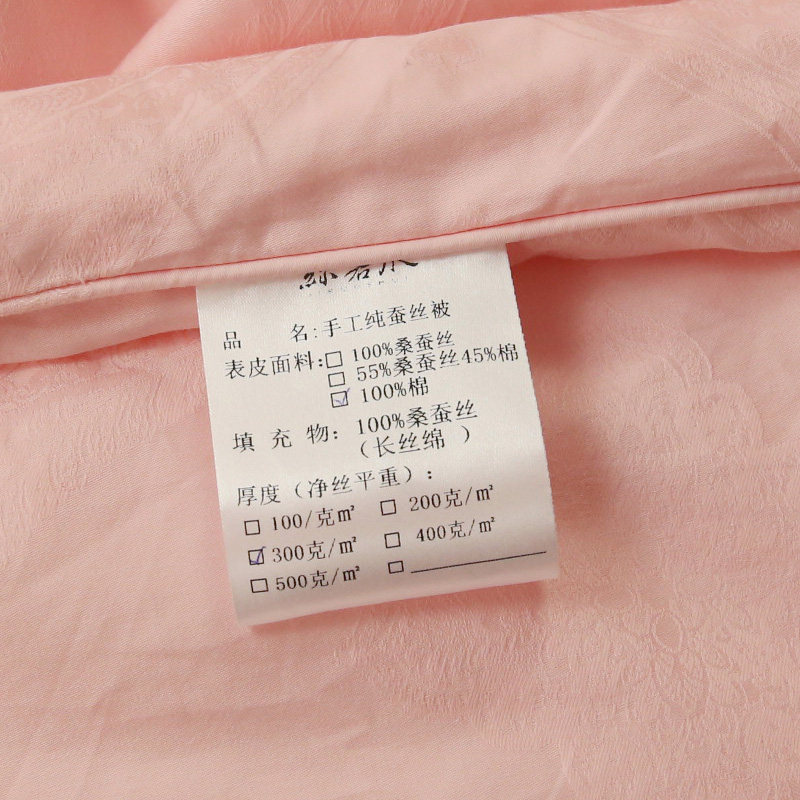 品 名:手工纯蚕丝被
表皮面料:□ 100%桑蚕丝
□ 55%桑蚕丝45%棉
☑ 100%棉
填 充 物: 100%桑蚕丝
(长丝绵 )
厚度(净丝平重):
□ 100/克㎡ □ 200克/㎡
☑ 300克/㎡ □ 400克/㎡
□ 500克/㎡ □ ________